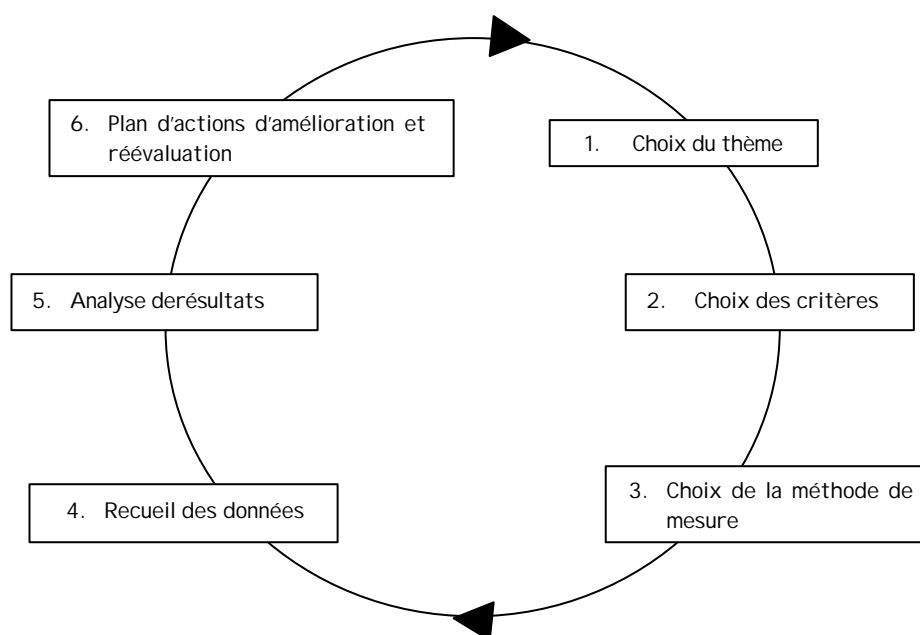 1. Choix du thème
2. Choix des critères
3. Choix de la méthode de
mesure
4. Recueil des données
5. Analyse derésultats
6. Plan d'actions d'amélioration et
réévaluation